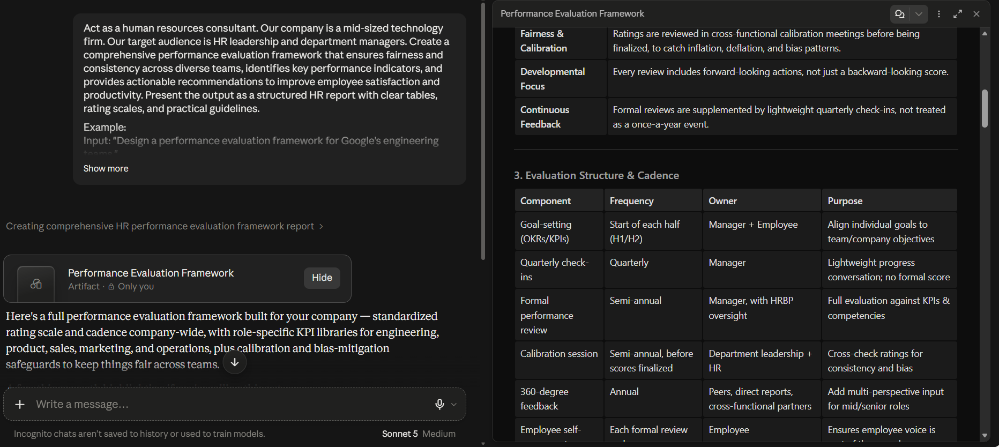 Act as a human resources consultant. Our company is a mid-sized technology
firm. Our target audience is HR leadership and department managers. Create a
comprehensive performance evaluation framework that ensures fairness and
consistency across diverse teams, identifies key performance indicators, and
provides actionable recommendations to improve employee satisfaction and
productivity. Present the output as a structured HR report with clear tables,
rating scales, and practical guidelines.
Example:
Input: "Design a performance evaluation framework for Google's engineering
teams."
Show more
Creating comprehensive HR performance evaluation framework report
Performance Evaluation Framework
Artifact · Only you
Hide
Here's a full performance evaluation framework built for your company — standardized
rating scale and cadence company-wide, with role-specific KPI libraries for engineering,
product, sales, marketing, and operations, plus calibration and bias-mitigation
safeguards to keep things fair across teams.
Write a message...
Incognito chats aren't saved to history or used to train models.
Sonnet 5 Medium
Performance Evaluation Framework
Fairness &
Calibration
Ratings are reviewed in cross-functional calibration meetings before being
finalized, to catch inflation, deflation, and bias patterns.
Developmental
Focus
Every review includes forward-looking actions, not just a backward-looking score.
Continuous
Feedback
Formal reviews are supplemented by lightweight quarterly check-ins, not treated
as a once-a-year event.
3. Evaluation Structure & Cadence
Component
Frequency
Owner
Purpose
Goal-setting
(OKRs/KPIs)
Start of each half
(H1/H2)
Manager + Employee
Align individual goals to
team/company objectives
Quarterly check-
ins
Quarterly
Manager
Lightweight progress
conversation; no formal score
Formal
performance
review
Semi-annual
Manager, with HRBP
oversight
Full evaluation against KPIs &
competencies
Calibration session
Semi-annual, before
scores finalized
Department leadership +
HR
Cross-check ratings for
consistency and bias
360-degree
feedback
Annual
Peers, direct reports,
cross-functional partners
Add multi-perspective input
for mid/senior roles
Employee self-
Each formal review
Employee
Ensures employee voice is